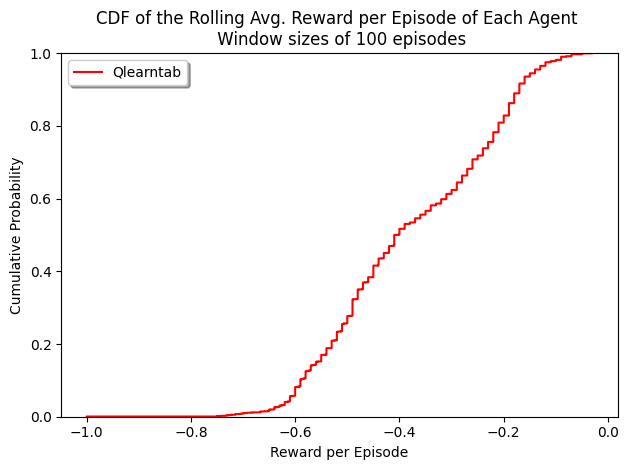 CDF of the Rolling Avg. Reward per Episode of Each Agent
Window sizes of 100 episodes
Qlearntab
Cumulative Probability
1.0
0.8
0.6
0.4
0.2
0.0
−1.0 −0.8 −0.6 −0.4 −0.2 0.0
Reward per Episode